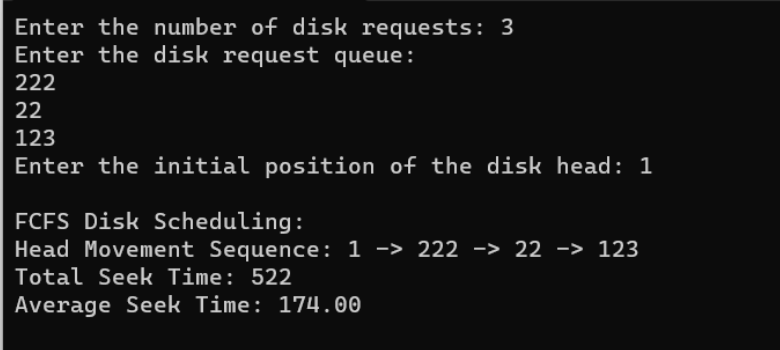 Enter the number of disk requests: 3
Enter the disk request queue:
222
22
123
Enter the initial position of the disk head: 1
FCFS Disk Scheduling:
Head Movement Sequence: 1 -> 222 -> 22 -> 123
Total Seek Time: 522
Average Seek Time: 174.00